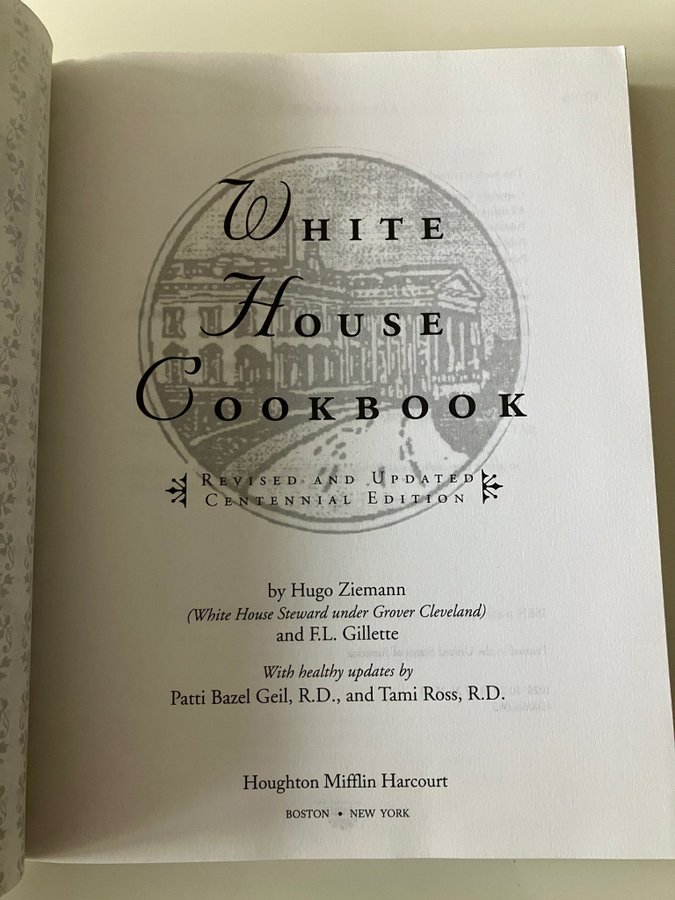 White
House
Cookbook
Revised and Updated
Centennial Edition
by Hugo Ziemann
(White House Steward under Grover Cleveland)
and F.L. Gillette
With healthy updates by
Patti Bazel Geil, R.D., and Tami Ross, R.D.
Houghton Mifflin Harcourt
BOSTON • NEW YORK